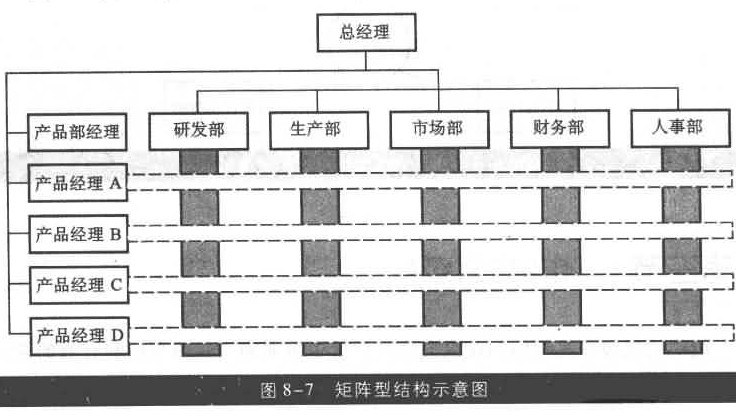 总经理
产品部经理
研发部
生产部
市场部
财务部
人事部
产品经理 A
产品经理 B
产品经理 C
产品经理 D
图 8-7 矩阵型结构示意图